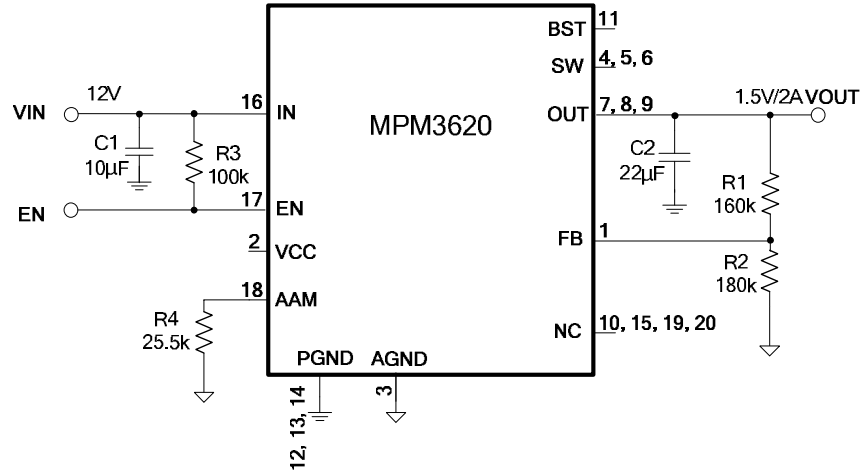 BST
11
SW
4, 5, 6
VIN
12V
16
IN
MPM3620
OUT
7, 8, 9
1.5V/2A VOUT
C1
10µF
R3
100k
C2
22µF
R1
160k
EN
17
EN
FB
1
2
VCC
R2
180k
18
AAM
R4
25.5k
NC
10, 15, 19, 20
PGND
AGND
12, 13, 14
3